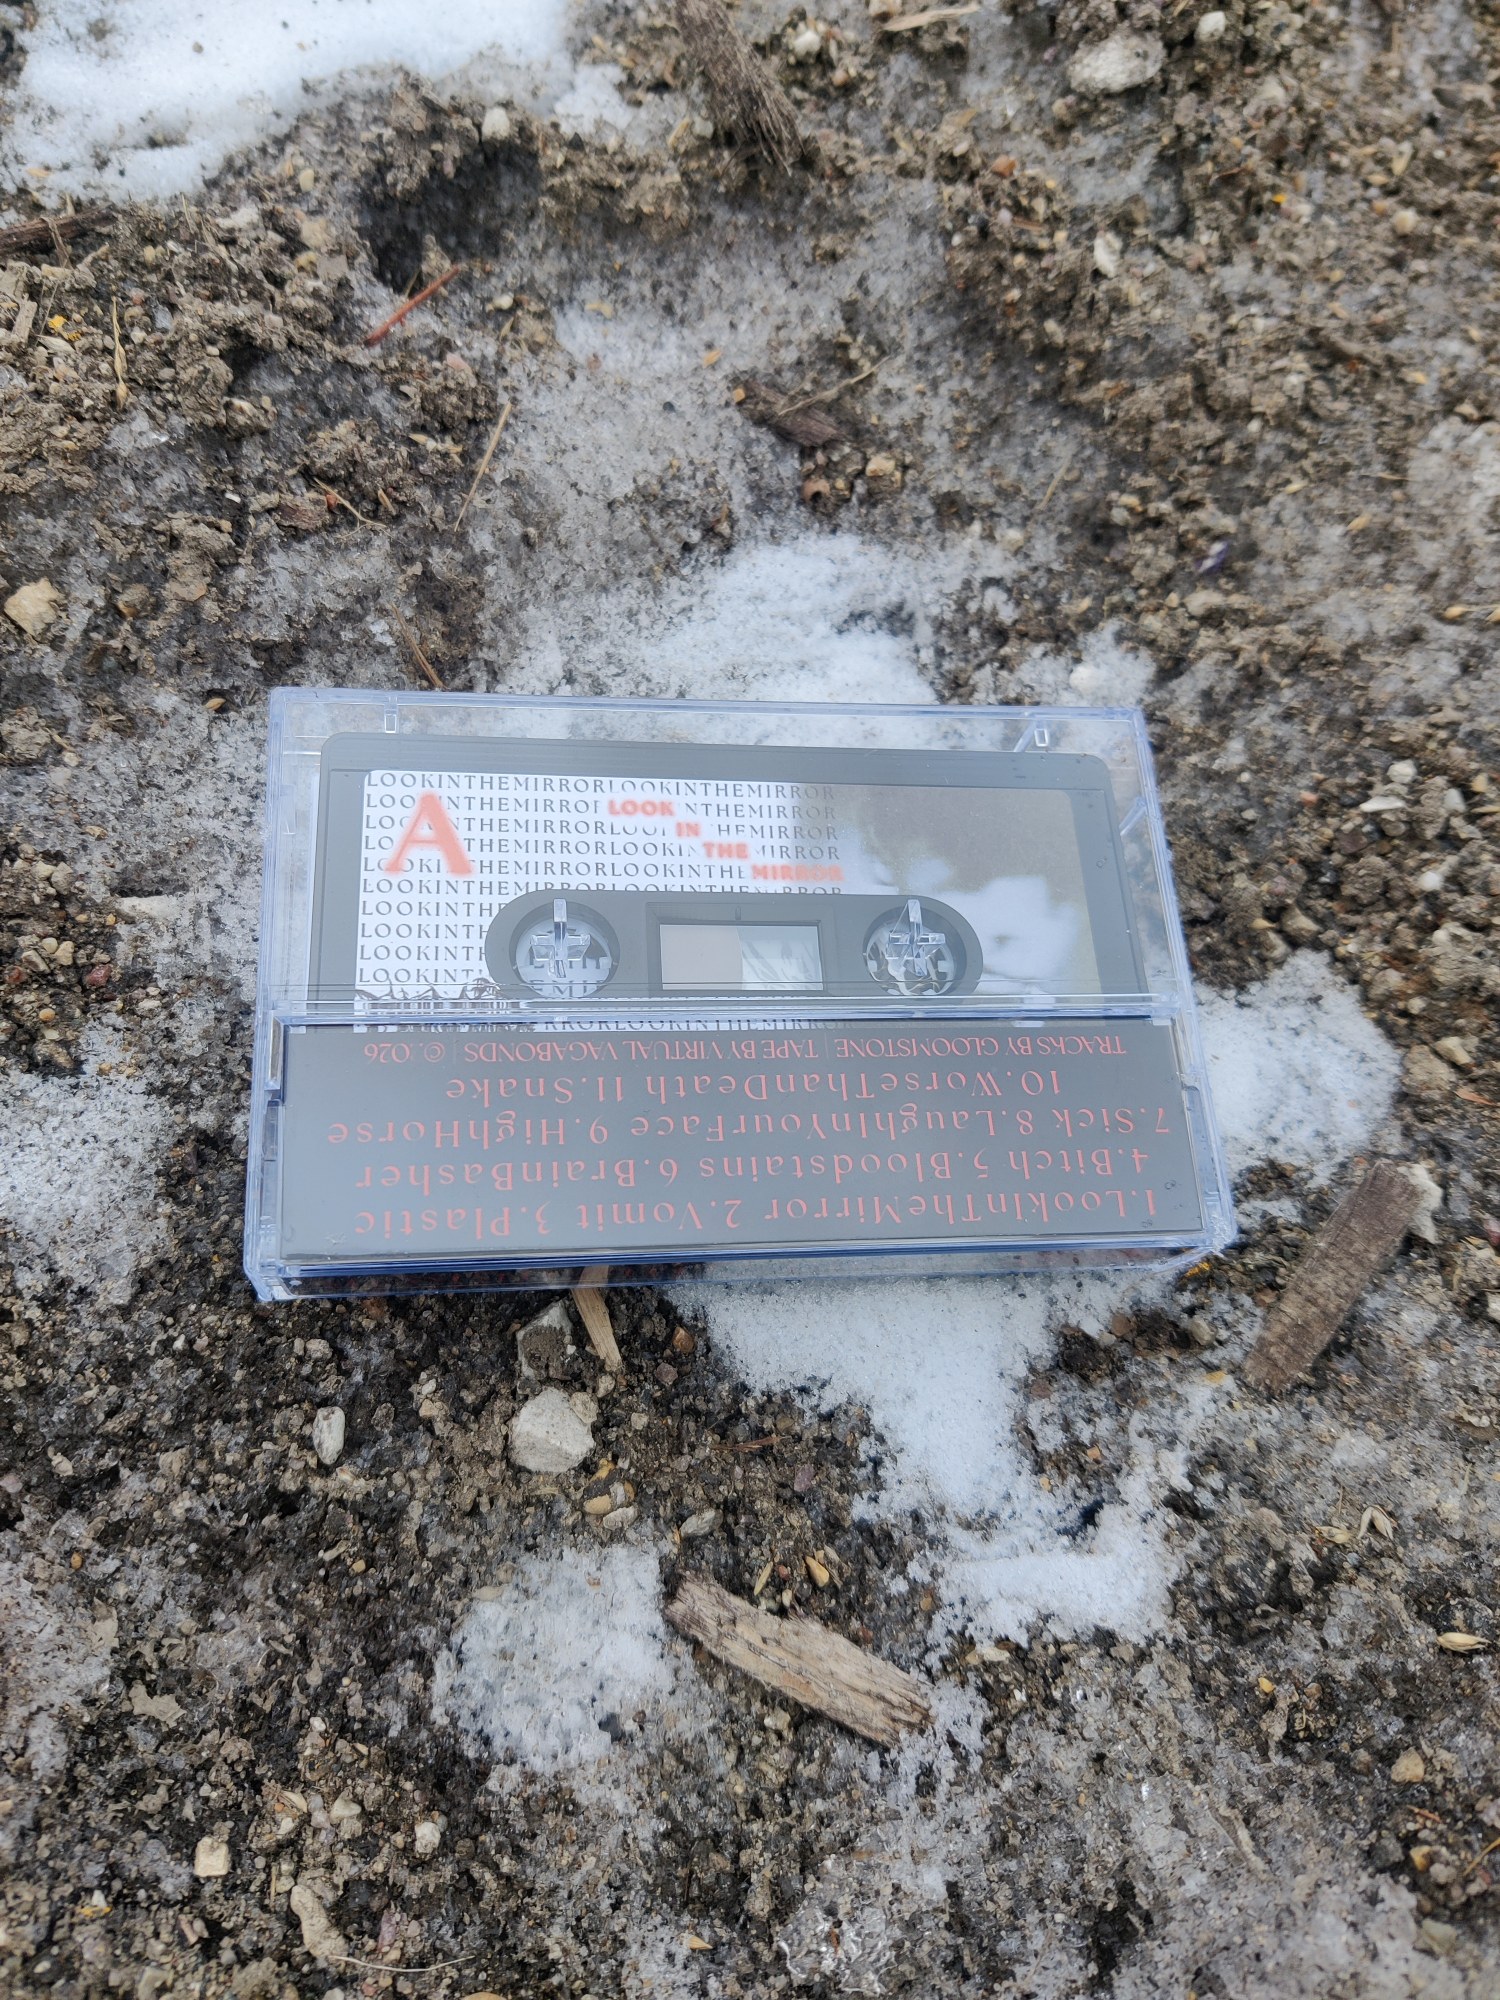 LOOKINTHEMIRRORLOOKINTHEMIRROR
A
LOOK
IN
THE
MIRROR
1.LookInTheMirror 2.Vomit 3.Plastic
4.Bitch 5.Bloodstains 6.BrainBasher
7.Sick 8.LaughInYourFace 9.HighHorse
10.WorseThanDeath 11.Snake
TRACKS BY GLOOMSTONE | TAPE BY VIRTUAL VAGABONDS |